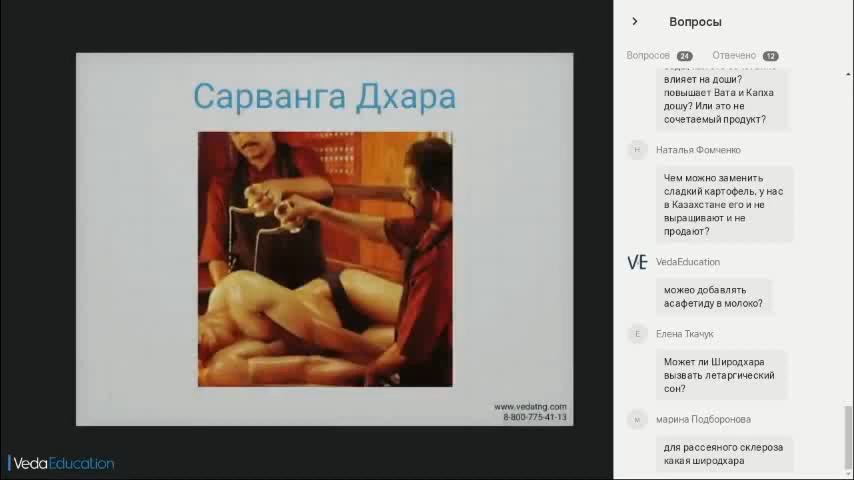 Сарванга Дхара
www.vedatng.com
8-800-775-41-13
VedaEducation
Вопросы
Вопросов 24 Отвечено 12
влияет на доши?
повышает Вата и Капха
дошу? Или это не
сочетаемый продукт?
Н Наталья Фомченко
Чем можно заменить
сладкий картофель, у нас
в Казахстане его и не
выращивают и не
продают?
VE VedaEducation
можео добавлять
асафетиду в молоко?
Е Елена Ткачук
Может ли Широдхара
вызвать летаргический
сон?
м марина Подборонова
для рассеяного склероза
какая широдхара